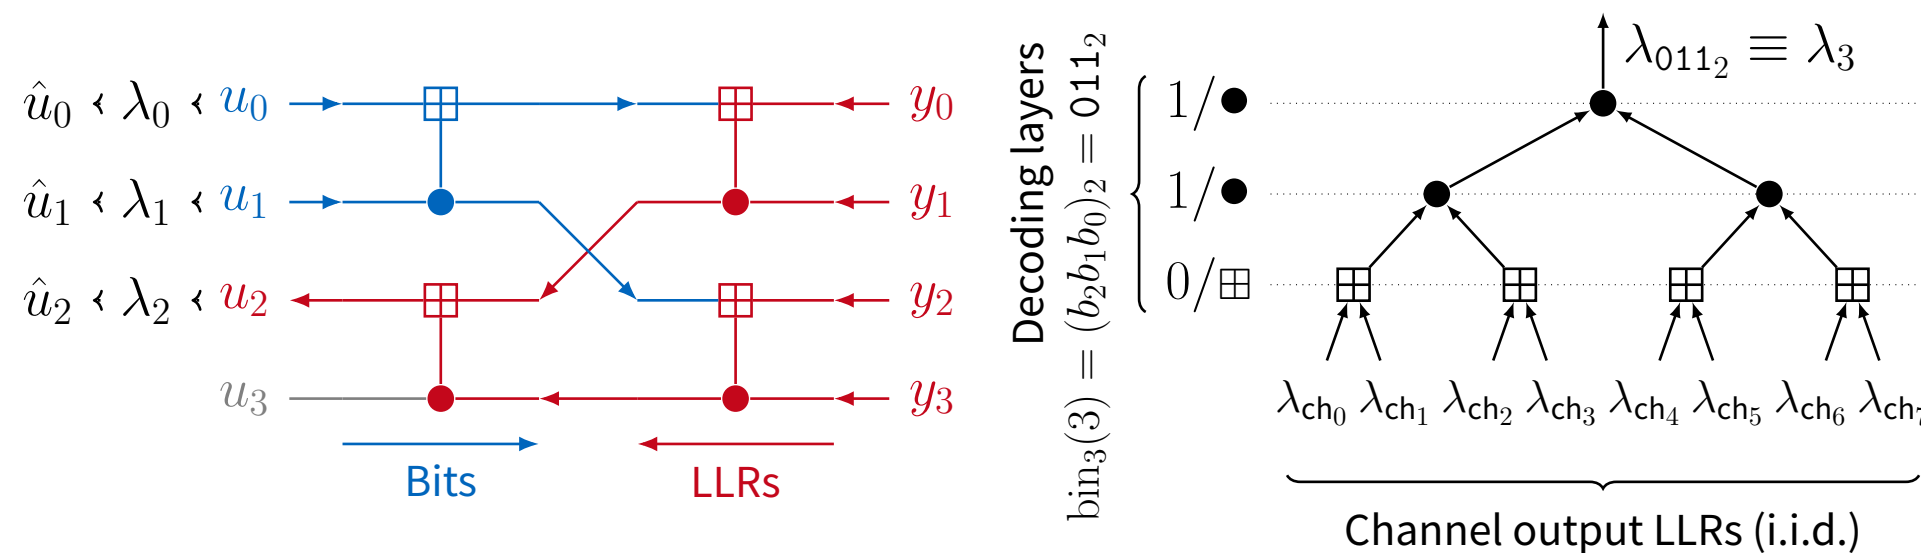 û₀ ≺ λ₀ ≺ u₀
y₀
û₁ ≺ λ₁ ≺ u₁
y₁
û₂ ≺ λ₂ ≺ u₂
y₂
u₃
y₃
Bits
LLRs
Decoding layers
bin₃(3) = (b₂b₁b₀)₂ = 011₂
λ₀₁₁₂ ≡ λ₃
1/●
1/●
0/⊞
λch₀ λch₁ λch₂ λch₃ λch₄ λch₅ λch₆ λch₇
Channel output LLRs (i.i.d.)